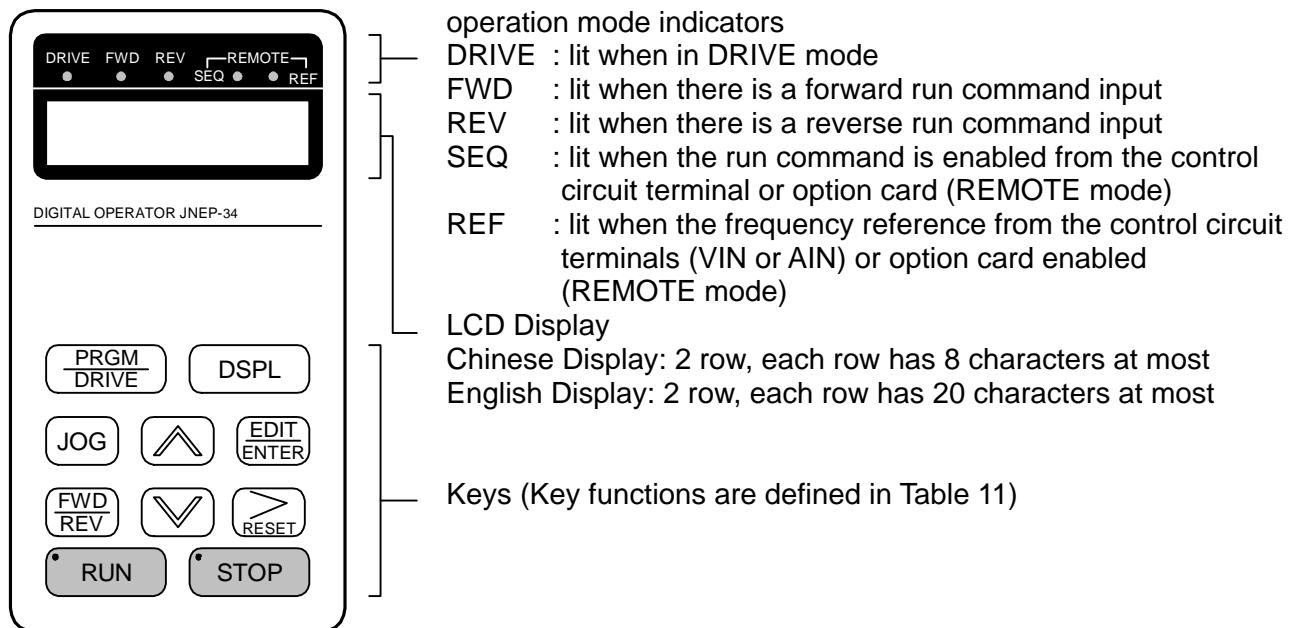 DRIVE FWD REV REMOTE
SEQ REF
DIGITAL OPERATOR JNEP-34
PRGM
DRIVE
DSPL
JOG
EDIT
ENTER
FWD
REV
RESET
RUN
STOP
operation mode indicators
DRIVE : lit when in DRIVE mode
FWD : lit when there is a forward run command input
REV : lit when there is a reverse run command input
SEQ : lit when the run command is enabled from the control
circuit terminal or option card (REMOTE mode)
REF : lit when the frequency reference from the control circuit
terminals (VIN or AIN) or option card enabled
(REMOTE mode)
LCD Display
Chinese Display: 2 row, each row has 8 characters at most
English Display: 2 row, each row has 20 characters at most
Keys (Key functions are defined in Table 11)